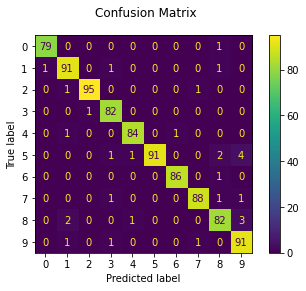 Confusion Matrix
0 79 0 0 0 0 0 0 0 1 0
1 1 91 0 1 0 0 0 0 1 0
2 0 1 95 0 0 0 0 1 0 0
3 0 0 1 82 0 0 0 0 0 0
4 0 1 0 0 84 0 1 0 0 0
5 0 0 0 1 1 91 0 0 2 4
6 0 0 0 0 0 0 86 0 1 0
7 0 0 0 1 0 0 0 88 1 1
8 0 2 0 0 1 0 0 0 82 3
9 0 1 0 1 0 0 0 1 0 91
0 1 2 3 4 5 6 7 8 9
Predicted label
True label
80
60
40
20
0